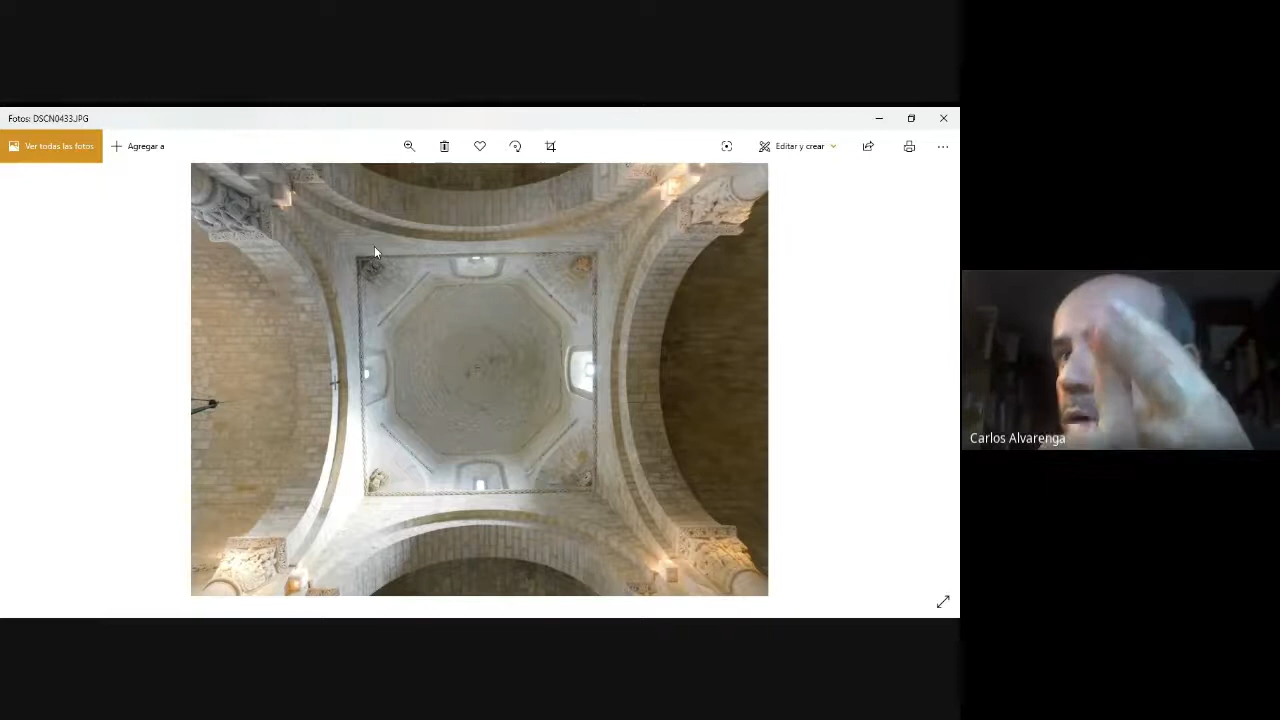 Fotos: DSCN0433.JPG
Ver todas las fotos
Agregar a
Editar y crear
Carlos Alvarenga